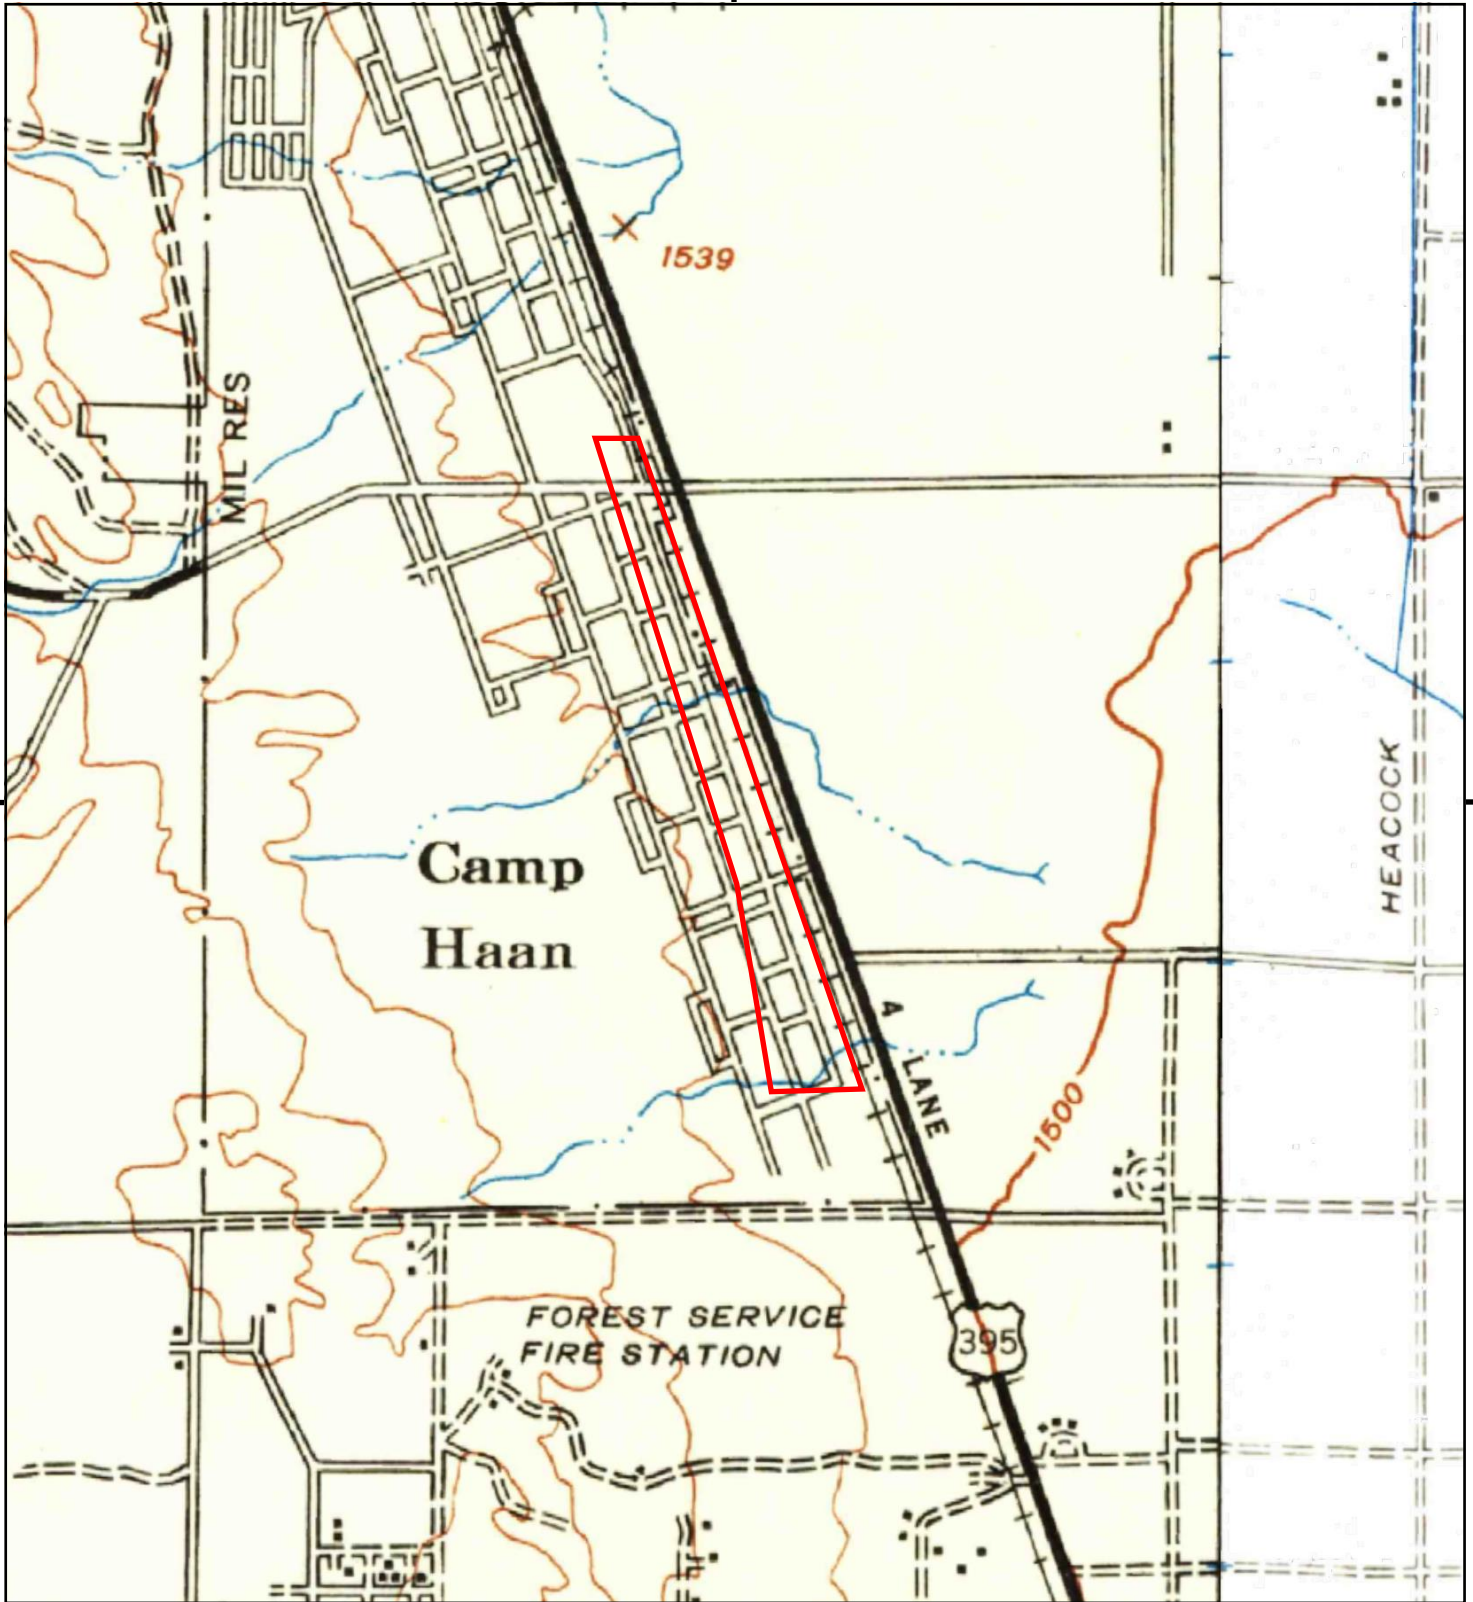 1539
MIL RES
HEACOCK
Camp
Haan
4 LANE
1500
FOREST SERVICE
FIRE STATION
395